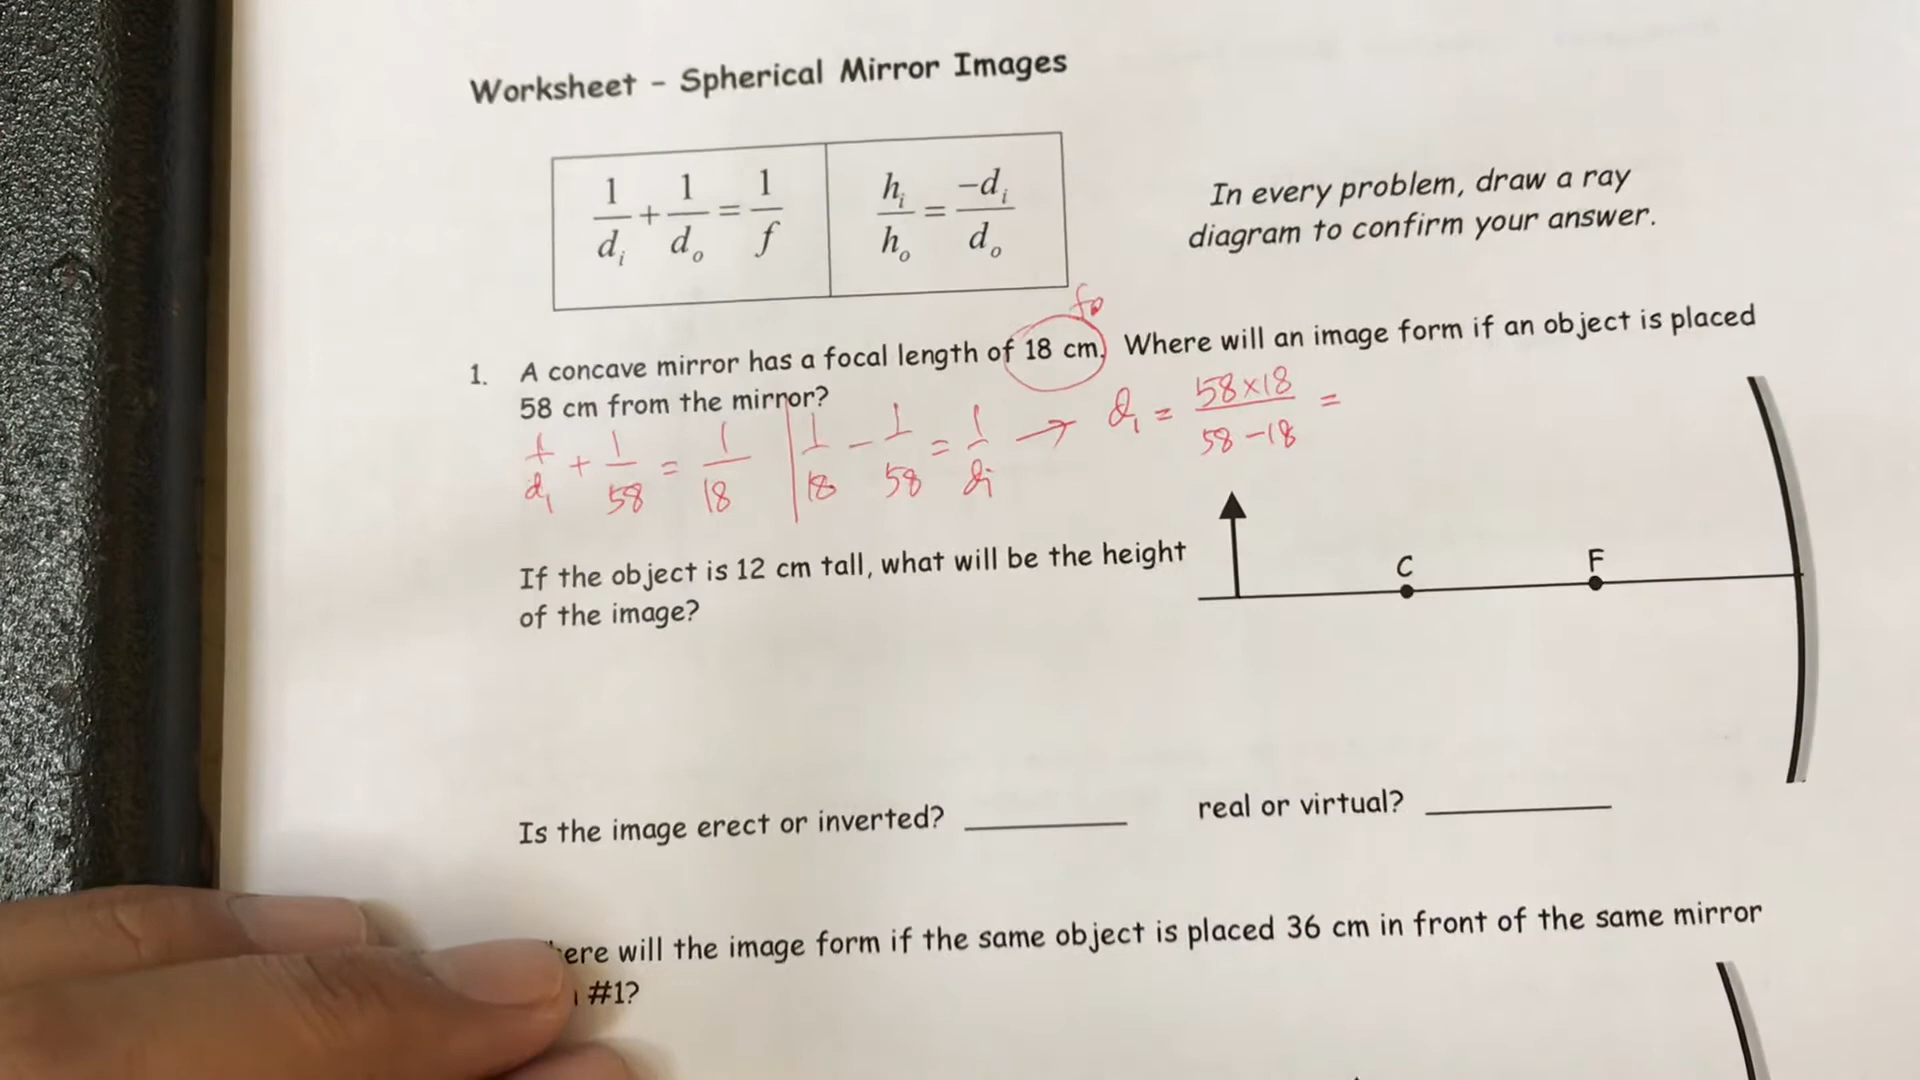 Worksheet - Spherical Mirror Images
1/dᵢ + 1/dₒ = 1/f
hᵢ/hₒ = -dᵢ/dₒ
In every problem, draw a ray
diagram to confirm your answer.
1. A concave mirror has a focal length of 18 cm. Where will an image form if an object is placed
58 cm from the mirror?
1/dᵢ + 1/58 = 1/18 | 1/18 - 1/58 = 1/dᵢ → dᵢ = 58×18/58-18 =
If the object is 12 cm tall, what will be the height
of the image?
C F
Is the image erect or inverted? ________ real or virtual? ________
will the image form if the same object is placed 36 cm in front of the same mirror
#1?